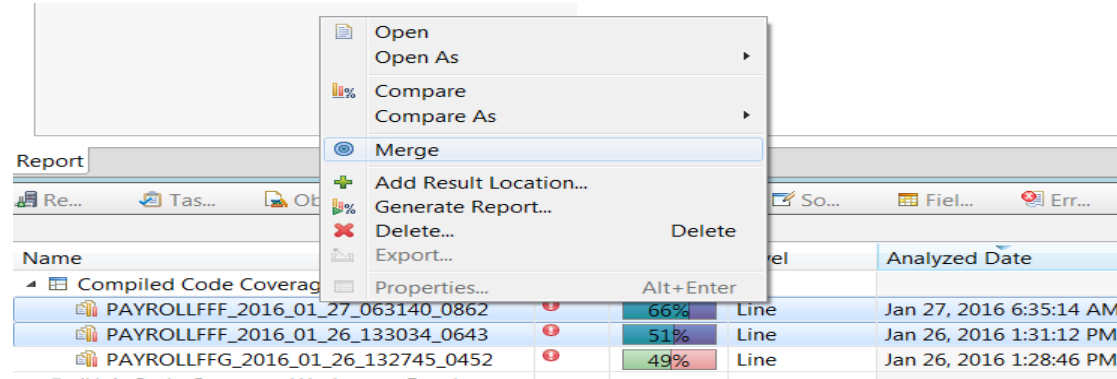 Open
Open As
Compare
Compare As
Merge
Report
Add Result Location...
Re... Tas... Ob So... Fiel... Err...
Generate Report...
Delete... Delete
Export...
Name vel Analyzed Date
Compiled Code Coverag
Properties... Alt+Enter
PAYROLLFFF_2016_01_27_063140_0862 66% Line Jan 27, 2016 6:35:14 AM
PAYROLLFFF_2016_01_26_133034_0643 51% Line Jan 26, 2016 1:31:12 PM
PAYROLLFFG_2016_01_26_132745_0452 49% Line Jan 26, 2016 1:28:46 PM